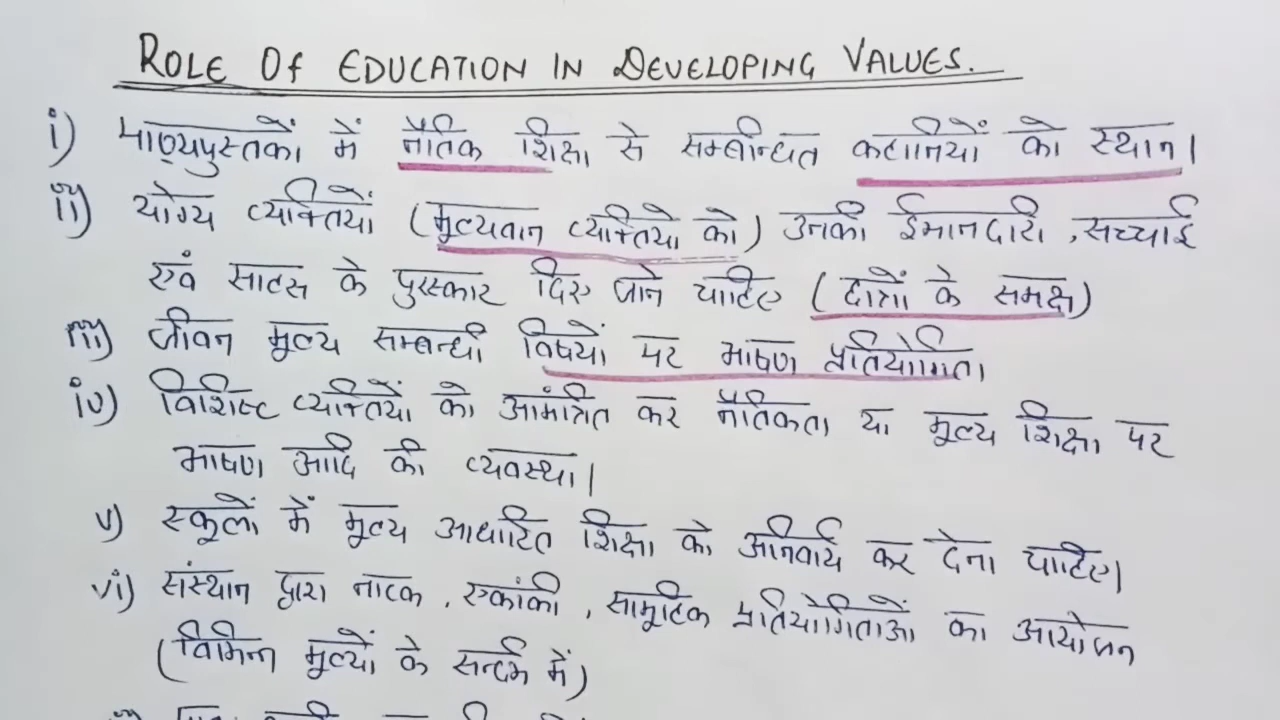 ROLE OF EDUCATION IN DEVELOPING VALUES.
i) पाठ्यपुस्तकों में नैतिक शिक्षा से सम्बन्धित कहानियों को स्थान।
ii) योग्य व्यक्तियों (मूल्यवान व्यक्तियो को) उनकी ईमानदारी, सच्चाई
एवं साहस के पुरस्कार दिए जाने चाहिए (छात्रों के समक्ष)
iii) जीवन मूल्य सम्बन्धी विषयों पर भाषण प्रतियोगिता
iv) विशिष्ट व्यक्तियों को आमंत्रित कर नैतिकता या मूल्य शिक्षा पर
भाषण आदि की व्यवस्था।
v) स्कूलों में मूल्य आधारित शिक्षा को अनिवार्य कर देना चाहिए।
vi) संस्थान द्वारा नाटक, एकांकी, सामूहिक प्रतियोगिताओं का आयोजन
(विभिन्न मूल्यों के सन्दर्भ में)